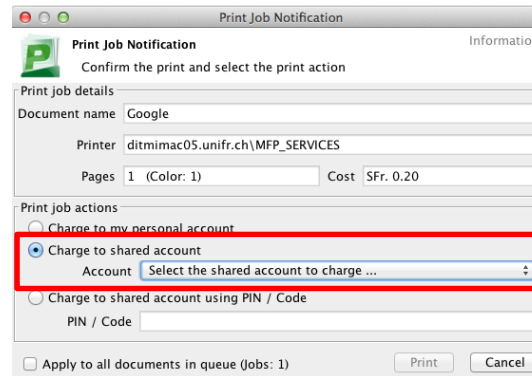 Print Job Notification
Print Job Notification
Informatio
Confirm the print and select the print action
Print job details
Document name Google
Printer ditmimac05.unifr.ch\MFP_SERVICES
Pages 1 (Color: 1) Cost SFr. 0.20
Print job actions
Charge to my personal account
Charge to shared account
Account Select the shared account to charge ...
Charge to shared account using PIN / Code
PIN / Code
Apply to all documents in queue (Jobs: 1) Print Cancel